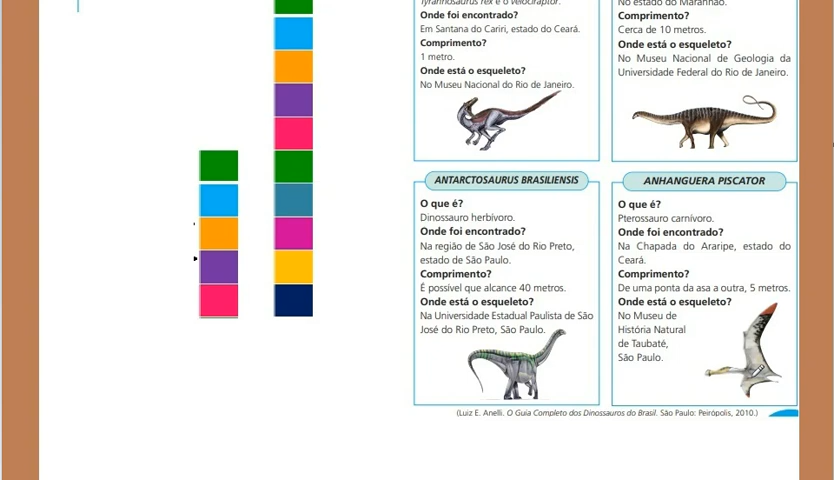 Tyrannosaurus rex e o velociraptor.
Onde foi encontrado?
Em Santana do Cariri, estado do Ceará.
Comprimento?
1 metro.
Onde está o esqueleto?
No Museu Nacional do Rio de Janeiro.
No estado do Maranhão.
Comprimento?
Cerca de 10 metros.
Onde está o esqueleto?
No Museu Nacional de Geologia da
Universidade Federal do Rio de Janeiro.
ANTARCTOSAURUS BRASILIENSIS
O que é?
Dinossauro herbívoro.
Onde foi encontrado?
Na região de São José do Rio Preto,
estado de São Paulo.
Comprimento?
É possível que alcance 40 metros.
Onde está o esqueleto?
Na Universidade Estadual Paulista de São
José do Rio Preto, São Paulo.
ANHANGUERA PISCATOR
O que é?
Pterossauro carnívoro.
Onde foi encontrado?
Na Chapada do Araripe, estado do
Ceará.
Comprimento?
De uma ponta da asa a outra, 5 metros.
Onde está o esqueleto?
No Museu de
História Natural
de Taubaté,
São Paulo.
(Luiz E. Anelli. O Guia Completo dos Dinossauros do Brasil. São Paulo: Peirópolis, 2010.)